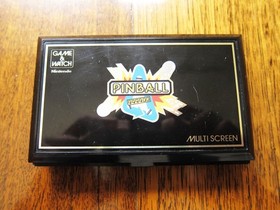 GAME & WATCH
Nintendo
PINBALL
MULTI SCREEN